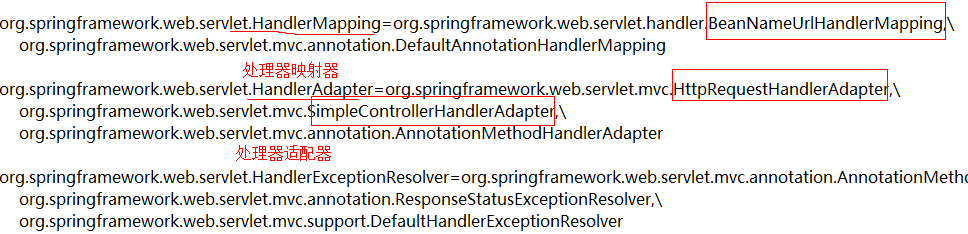 org.springframework.web.servlet.HandlerMapping=org.springframework.web.servlet.handler.BeanNameUrlHandlerMapping,\
org.springframework.web.servlet.mvc.annotation.DefaultAnnotationHandlerMapping
处理器映射器
org.springframework.web.servlet.HandlerAdapter=org.springframework.web.servlet.mvc.HttpRequestHandlerAdapter,\
org.springframework.web.servlet.mvc.SimpleControllerHandlerAdapter,\
org.springframework.web.servlet.mvc.annotation.AnnotationMethodHandlerAdapter
处理器适配器
org.springframework.web.servlet.HandlerExceptionResolver=org.springframework.web.servlet.mvc.annotation.AnnotationMetho
org.springframework.web.servlet.mvc.annotation.ResponseStatusExceptionResolver,\
org.springframework.web.servlet.mvc.support.DefaultHandlerExceptionResolver